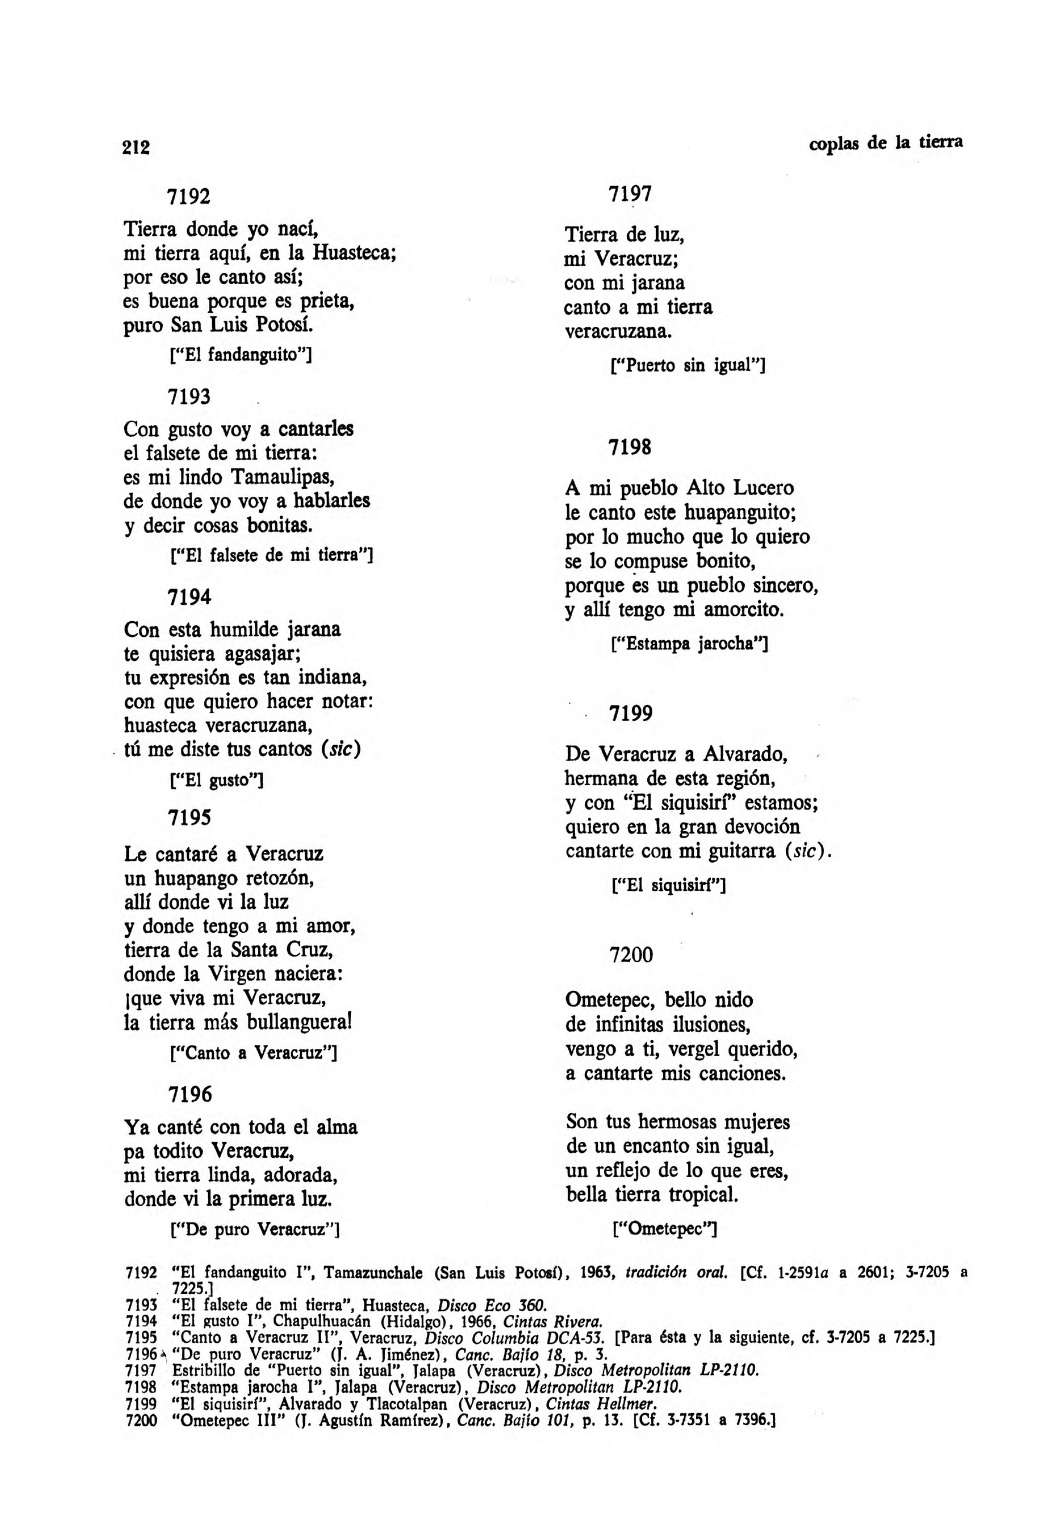 212
coplas de la tierra
7192
Tierra donde yo nací,
mi tierra aquí, en la Huasteca;
por eso le canto así;
es buena porque es prieta,
puro San Luis Potosí.
["El fandanguito"]
7193
Con gusto voy a cantarles
el falsete de mi tierra:
es mi lindo Tamaulipas,
de donde yo voy a hablarles
y decir cosas bonitas.
["El falsete de mi tierra"]
7194
Con esta humilde jarana
te quisiera agasajar;
tu expresión es tan indiana,
con que quiero hacer notar:
huasteca veracruzana,
tú me diste tus cantos (sic)
["El gusto"]
7195
Le cantaré a Veracruz
un huapango retozón,
allí donde vi la luz
y donde tengo a mi amor,
tierra de la Santa Cruz,
donde la Virgen naciera:
¡que viva mi Veracruz,
la tierra más bullanguera!
["Canto a Veracruz"]
7196
Ya canté con toda el alma
pa todito Veracruz,
mi tierra linda, adorada,
donde vi la primera luz.
["De puro Veracruz"]
7197
Tierra de luz,
mi Veracruz;
con mi jarana
canto a mi tierra
veracruzana.
["Puerto sin igual"]
7198
A mi pueblo Alto Lucero
le canto este huapanguito;
por lo mucho que lo quiero
se lo compuse bonito,
porque es un pueblo sincero,
y allí tengo mi amorcito.
["Estampa jarocha"]
7199
De Veracruz a Alvarado,
hermana de esta región,
y con "El siquisirí" estamos;
quiero en la gran devoción
cantarte con mi guitarra (sic).
["El siquisirí"]
7200
Ometepec, bello nido
de infinitas ilusiones,
vengo a ti, vergel querido,
a cantarte mis canciones.
Son tus hermosas mujeres
de un encanto sin igual,
un reflejo de lo que eres,
bella tierra tropical.
["Ometepec"]
7192 "El fandanguito I", Tamazunchale (San Luis Potosí), 1963, tradición oral. [Cf. 1-2591a a 2601; 3-7205 a
7225.]
7193 "El falsete de mi tierra", Huasteca, Disco Eco 360.
7194 "El gusto I", Chapulhuacán (Hidalgo), 1966, Cintas Rivera.
7195 "Canto a Veracruz II", Veracruz, Disco Columbia DCA-53. [Para ésta y la siguiente, cf. 3-7205 a 7225.]
7196 "De puro Veracruz" (J. A. Jiménez), Canc. Bajío 18, p. 3.
7197 Estribillo de "Puerto sin igual", Jalapa (Veracruz), Disco Metropolitan LP-2110.
7198 "Estampa jarocha I", Jalapa (Veracruz), Disco Metropolitan LP-2110.
7199 "El siquisirí", Alvarado y Tlacotalpan (Veracruz), Cintas Hellmer.
7200 "Ometepec III" (J. Agustín Ramírez), Canc. Bajío 101, p. 13. [Cf. 3-7351 a 7396.]